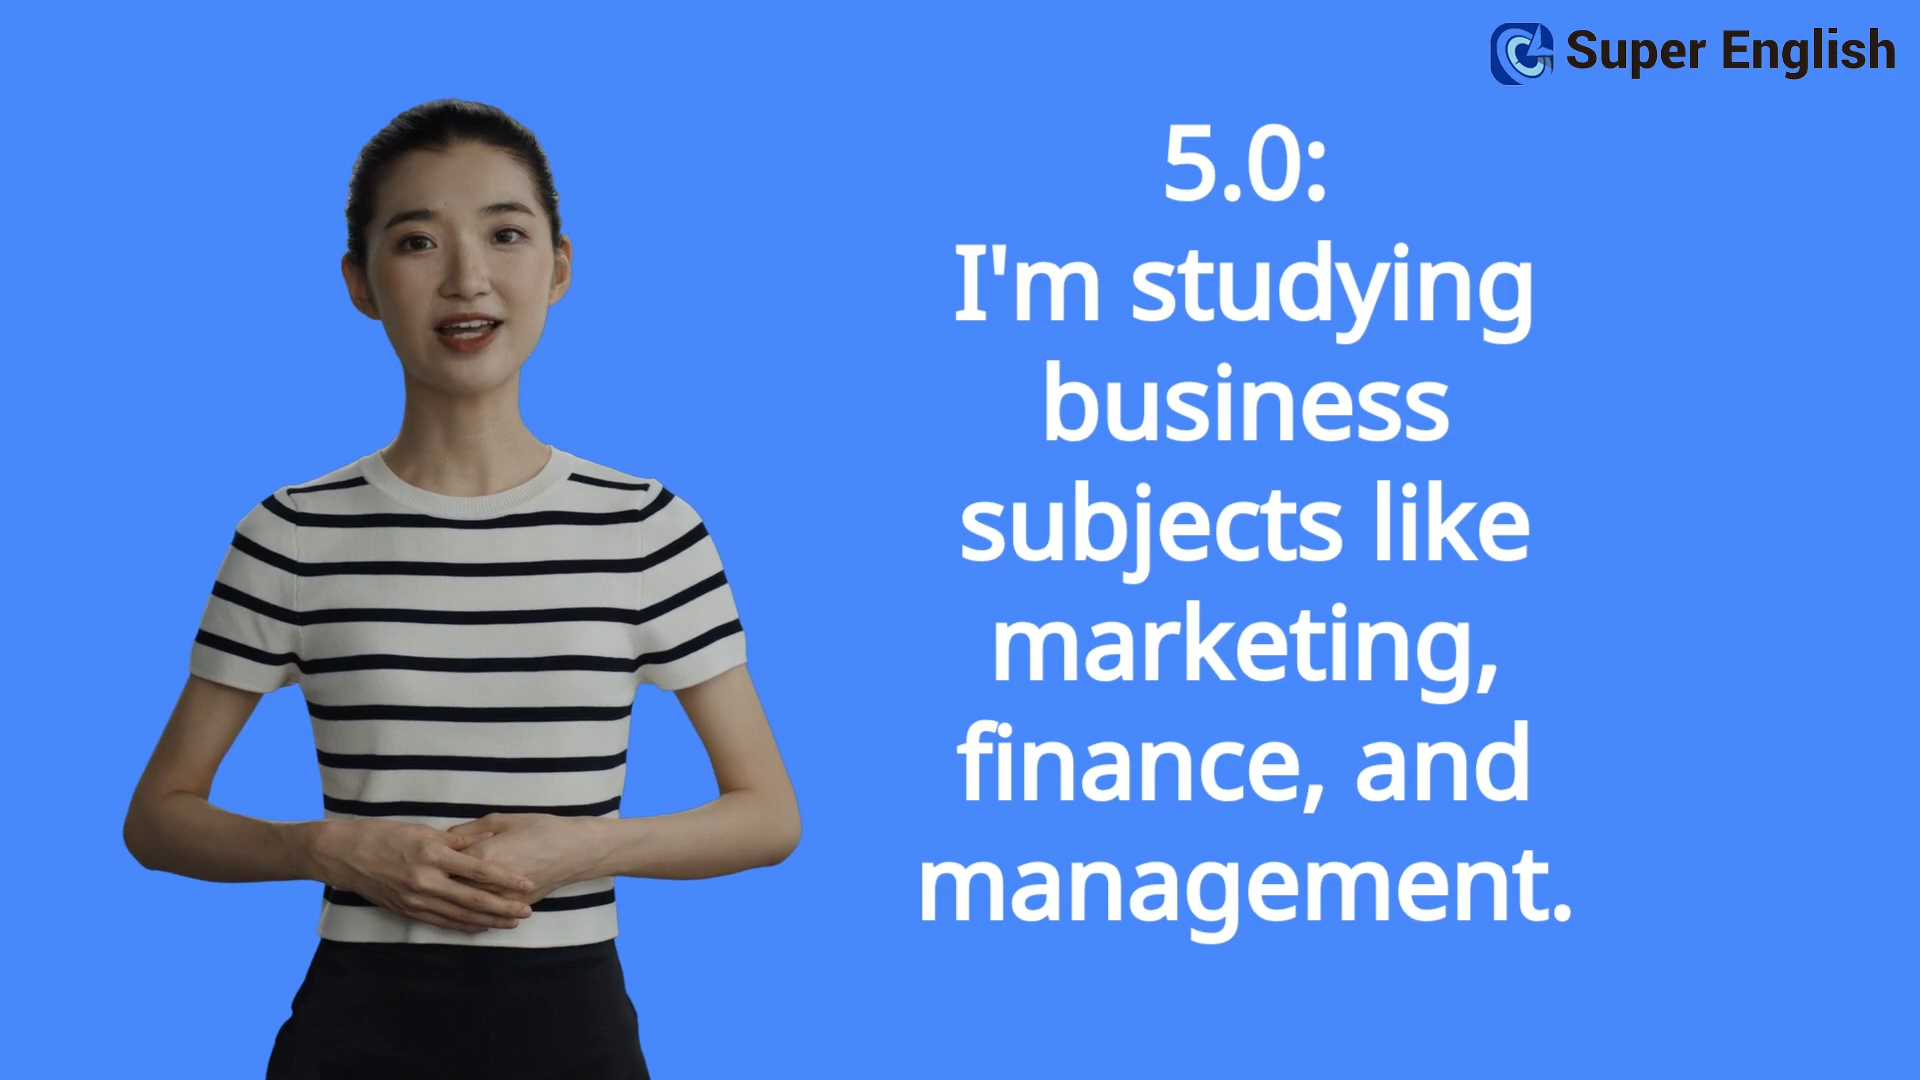 Super English
5.0:
I'm studying
business
subjects like
marketing,
finance, and
management.